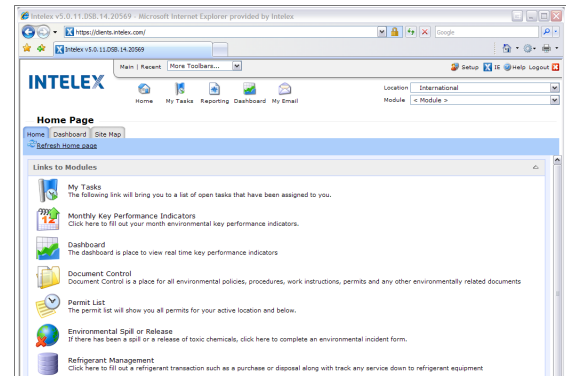 Intelex v5.0.11.DSB.14.20569 - Microsoft Internet Explorer provided by Intelex
https://clients.intelex.com/
Google
Intelex v5.0.11.DSB.14.20569
Main | Recent More Toolbars...
Setup IE Help Logout
INTELEX
Home My Tasks Reporting Dashboard My Email
Location International
Module < Module >
Home Page
Home Dashboard Site Map
Refresh Home page
Links to Modules
My Tasks
The following link will bring you to a list of open tasks that have been assigned to you.
12
Monthly Key Performance Indicators
Click here to fill out your month environmental key performance indicators.
Dashboard
The dashboard is place to view real time key performance indicators
Document Control
Document Control is a place for all environmental policies, procedures, work instructions, permits and any other environmentally related documents
Permit List
The permit list will show you all permits for your active location and below.
Environmental Spill or Release
If there has been a spill or a release of toxic chemicals, click here to complete an environmental incident form.
Refrigerant Management
Click here to fill out a refrigerant transaction such as a purchase or disposal along with track any service down to refrigerant equipment